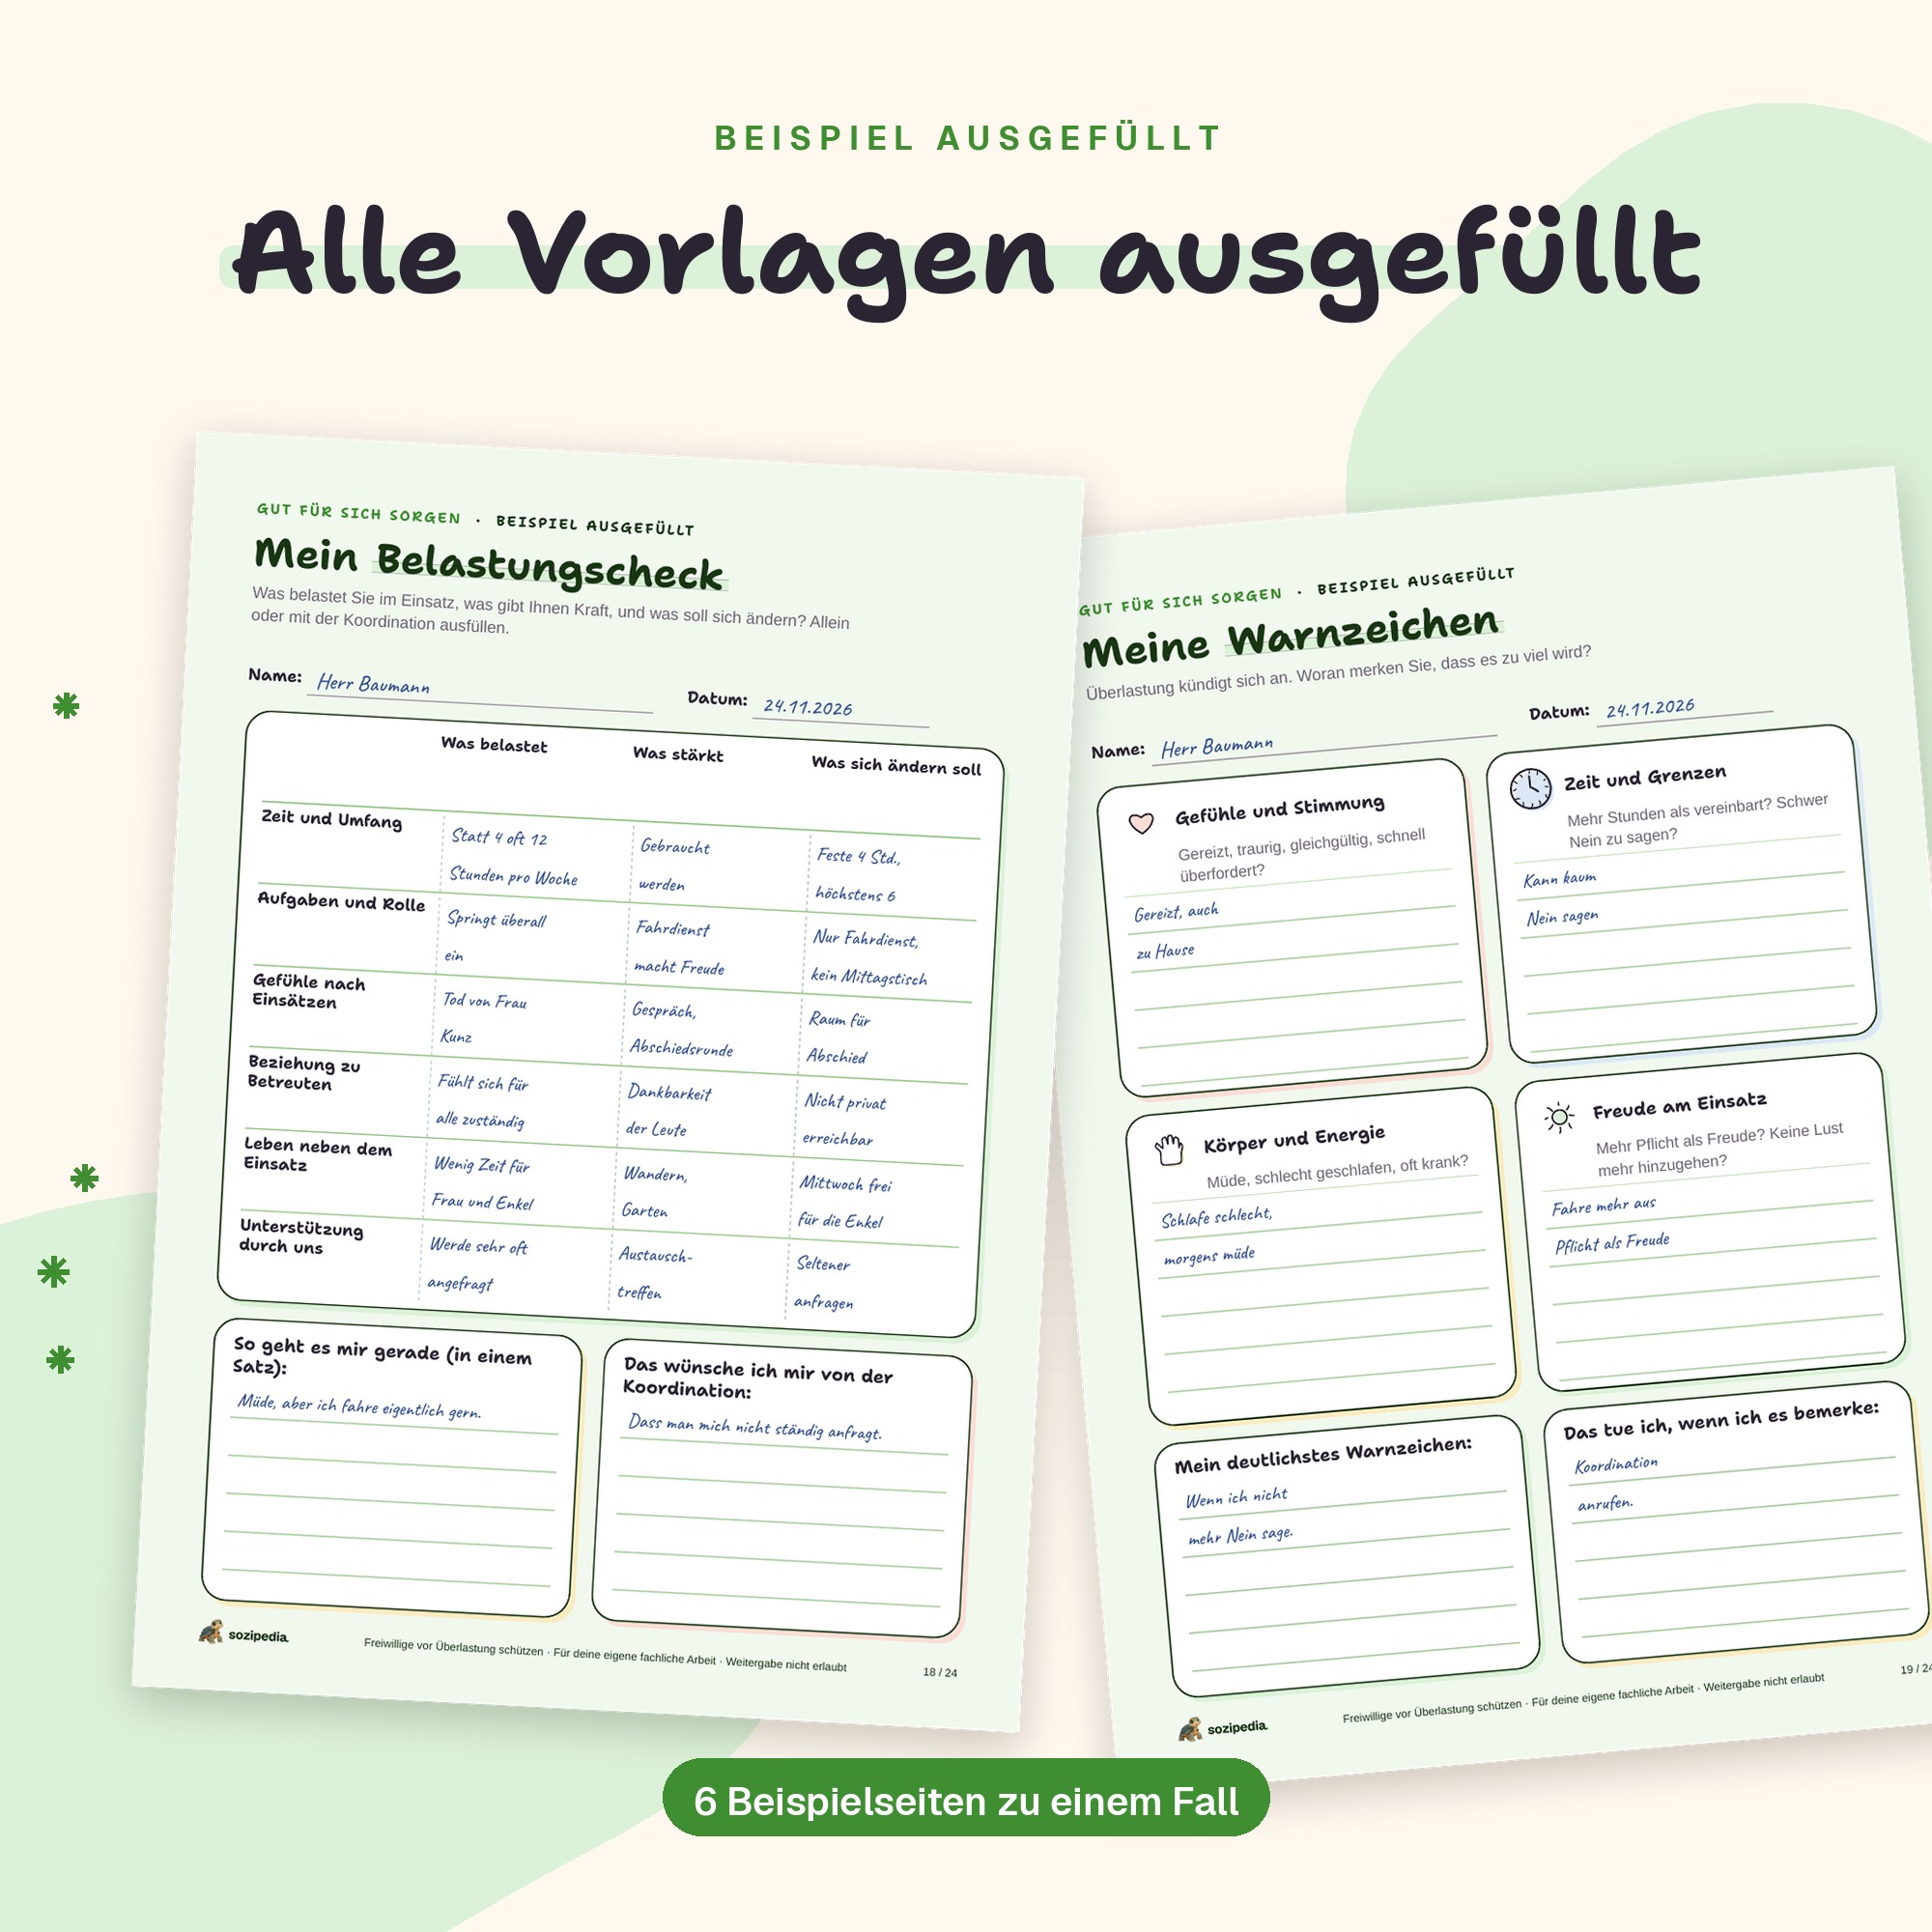 BEISPIEL AUSGEFÜLLT
Alle Vorlagen ausgefüllt
GUT FÜR SICH SORGEN · BEISPIEL AUSGEFÜLLT
Mein Belastungscheck
Was belastet Sie im Einsatz, was gibt Ihnen Kraft, und was soll sich ändern? Allein
oder mit der Koordination ausfüllen.
Name: Herr Baumann Datum: 24.11.2026
Was belastet Was stärkt Was sich ändern soll
Zeit und Umfang
Statt 4 oft 12
Stunden pro Woche
Gebraucht
werden
Feste 4 Std.,
höchstens 6
Aufgaben und Rolle
Springt überall
ein
Fahrdienst
macht Freude
Nur Fahrdienst,
kein Mittagstisch
Gefühle nach
Einsätzen
Tod von Frau
Kunz
Gespräch,
Abschiedsrunde
Raum für
Abschied
Beziehung zu
Betreuten
Fühlt sich für
alle zuständig
Dankbarkeit
der Leute
Nicht privat
erreichbar
Leben neben dem
Einsatz
Wenig Zeit für
Frau und Enkel
Wandern,
Garten
Mittwoch frei
für die Enkel
Unterstützung
durch uns
Werde sehr oft
angefragt
Austausch-
treffen
Seltener
anfragen
So geht es mir gerade (in einem
Satz):
Müde, aber ich fahre eigentlich gern.
Das wünsche ich mir von der
Koordination:
Dass man mich nicht ständig anfragt.
sozipedia.
Freiwillige vor Überlastung schützen · Für deine eigene fachliche Arbeit · Weitergabe nicht erlaubt
18 / 24
GUT FÜR SICH SORGEN · BEISPIEL AUSGEFÜLLT
Meine Warnzeichen
Überlastung kündigt sich an. Woran merken Sie, dass es zu viel wird?
Name: Herr Baumann Datum: 24.11.2026
Gefühle und Stimmung
Gereizt, traurig, gleichgültig, schnell
überfordert?
Gereizt, auch
zu Hause
Zeit und Grenzen
Mehr Stunden als vereinbart? Schwer
Nein zu sagen?
Kann kaum
Nein sagen
Körper und Energie
Müde, schlecht geschlafen, oft krank?
Schlafe schlecht,
morgens müde
Freude am Einsatz
Mehr Pflicht als Freude? Keine Lust
mehr hinzugehen?
Fahre mehr aus
Pflicht als Freude
Mein deutlichstes Warnzeichen:
Wenn ich nicht
mehr Nein sage.
Das tue ich, wenn ich es bemerke:
Koordination
anrufen.
sozipedia.
Freiwillige vor Überlastung schützen · Für deine eigene fachliche Arbeit · Weitergabe nicht erlaubt
19 / 24
6 Beispielseiten zu einem Fall